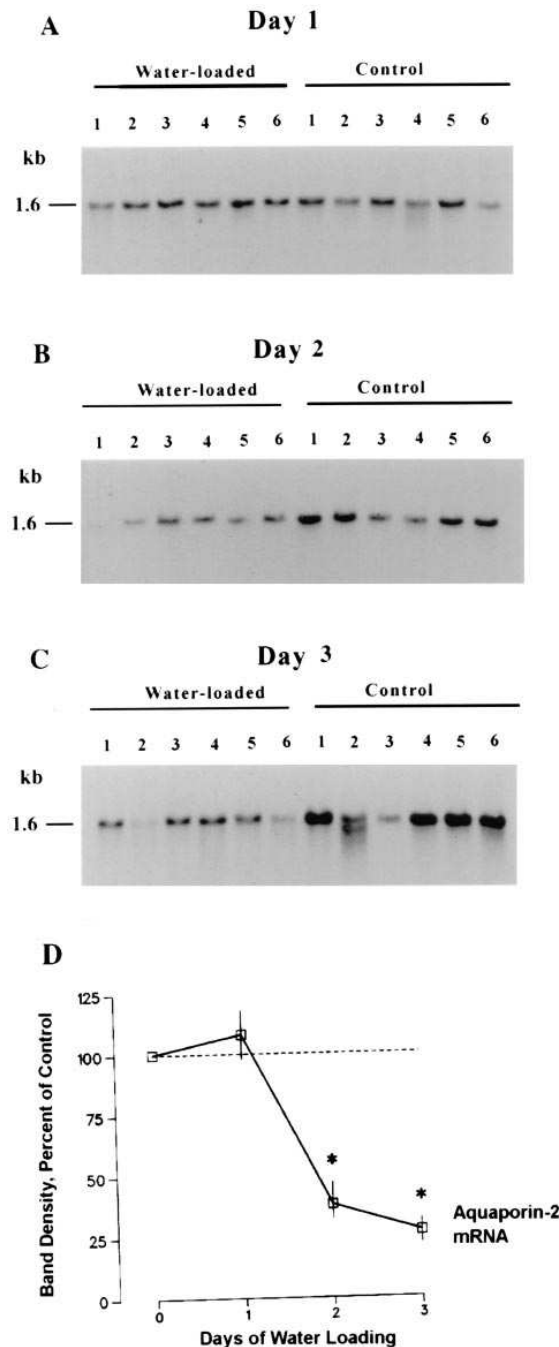 A Day 1
Water-loaded Control
1 2 3 4 5 6 1 2 3 4 5 6
kb
1.6
B Day 2
Water-loaded Control
1 2 3 4 5 6 1 2 3 4 5 6
kb
1.6
C Day 3
Water-loaded Control
1 2 3 4 5 6 1 2 3 4 5 6
kb
1.6
D
Band Density, Percent of Control
125
100
75
50
25
0
* *
Aquaporin-2
mRNA
0 1 2 3
Days of Water Loading